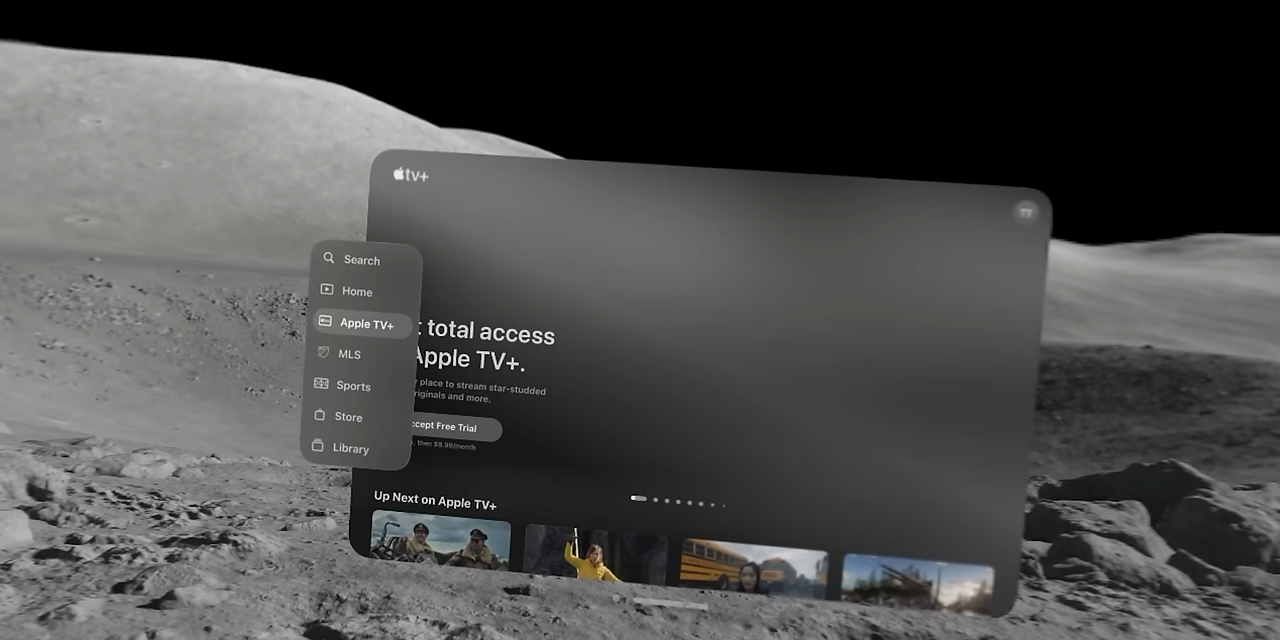 tv+
Search
Home
Apple TV+
MLS
Sports
Store
Library
total access
Apple TV+.
place to stream star-studded
riginals and more.
ccept Free Trial
, then $9.99/month
Up Next on Apple TV+